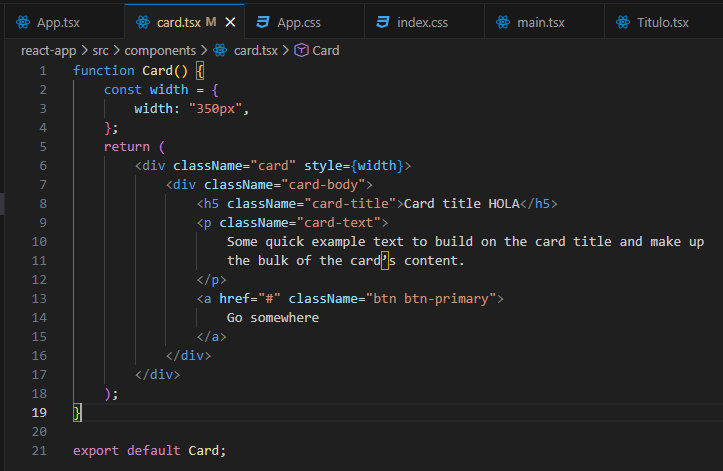 App.tsx card.tsx M App.css index.css main.tsx Titulo.tsx
react-app > src > components > card.tsx > Card
1 function Card() {
2     const width = {
3         width: "350px",
4     };
5     return (
6         <div className="card" style={width}>
7             <div className="card-body">
8                 <h5 className="card-title">Card title HOLA</h5>
9                 <p className="card-text">
10                     Some quick example text to build on the card title and make up
11                     the bulk of the card’s content.
12                 </p>
13                 <a href="#" className="btn btn-primary">
14                     Go somewhere
15                 </a>
16             </div>
17         </div>
18     );
19 }
20
21 export default Card;